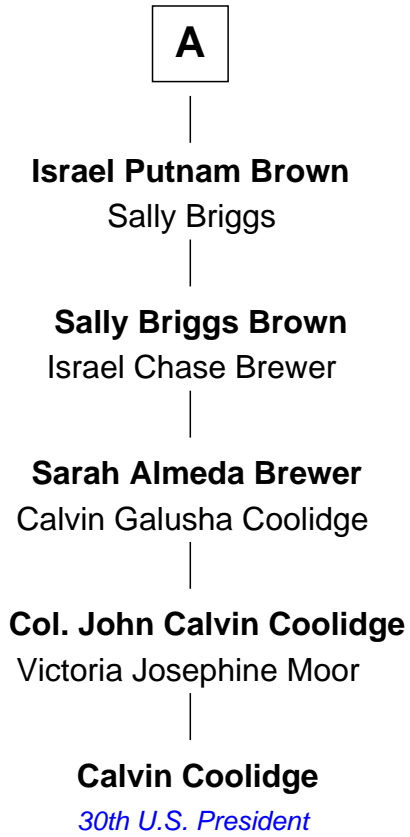 A
Israel Putnam Brown
Sally Briggs
Sally Briggs Brown
Israel Chase Brewer
Sarah Almeda Brewer
Calvin Galusha Coolidge
Col. John Calvin Coolidge
Victoria Josephine Moor
Calvin Coolidge
30th U.S. President